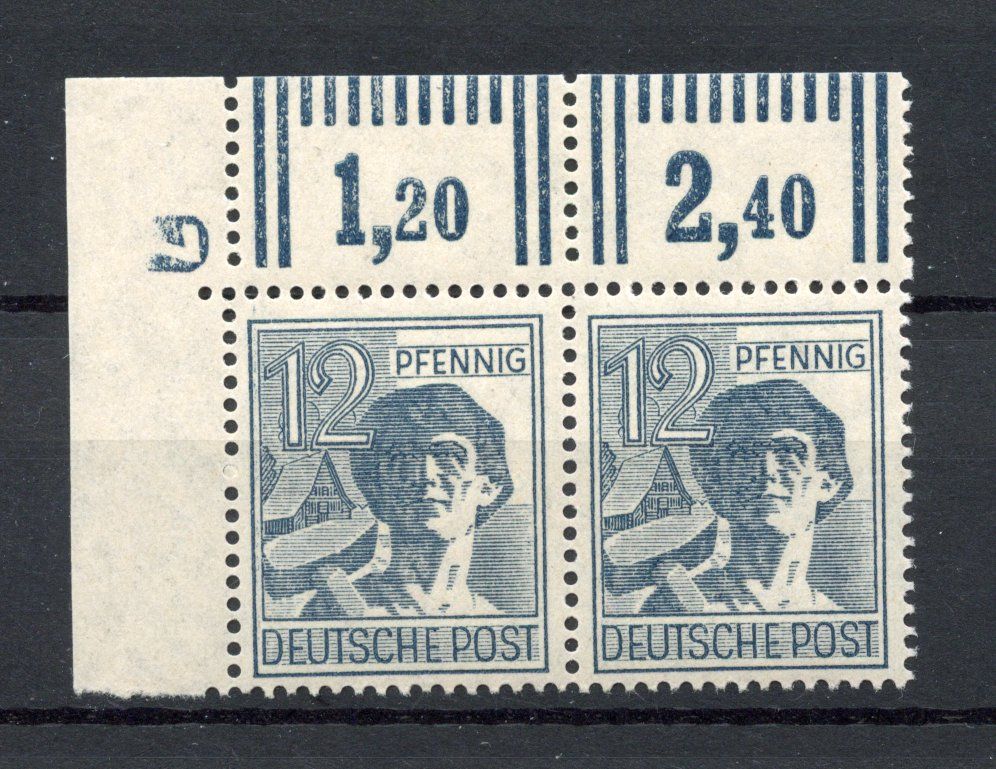 1,20 2,40
D
12 PFENNIG 12 PFENNIG
DEUTSCHE POST DEUTSCHE POST